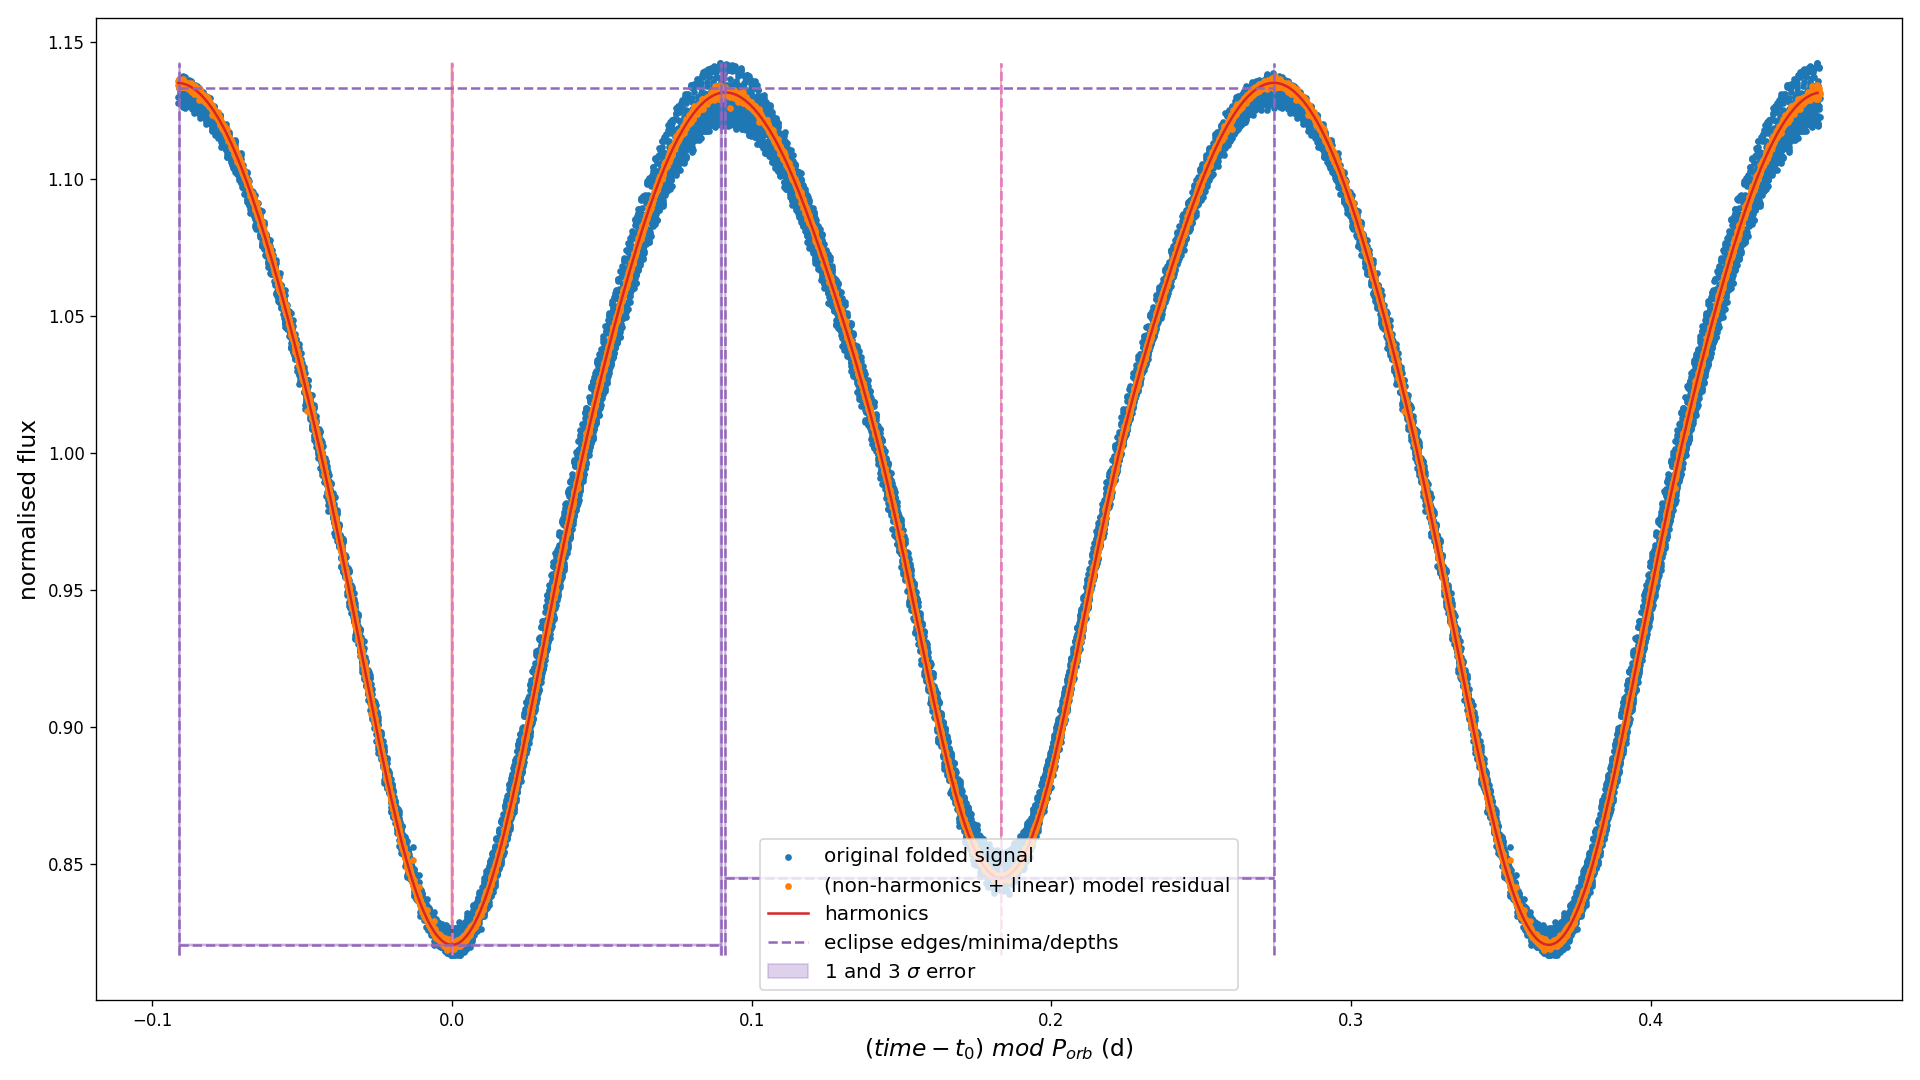 1.15
1.10
1.05
1.00
0.95
0.90
0.85
normalised flux
original folded signal
(non-harmonics + linear) model residual
harmonics
eclipse edges/minima/depths
1 and 3 σ error
−0.1 0.0 0.1 0.2 0.3 0.4
(time − t₀) mod Pₒᵣb (d)